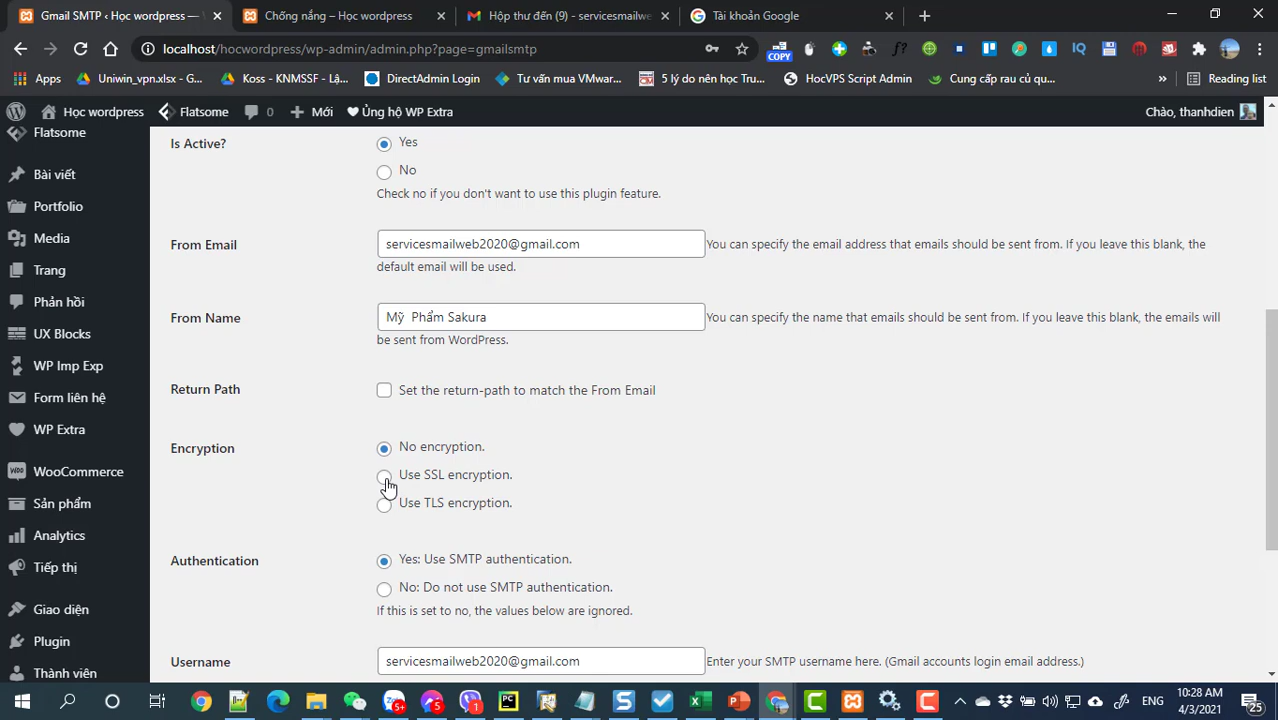 Gmail SMTP ‹ Học wordpress —
Chống nắng – Học wordpress
Hộp thư đến (9) - servicesmailwe
Tài khoản Google
localhost/hocwordpress/wp-admin/admin.php?page=gmailsmtp
COPY
Apps
Uniwin_vpn.xlsx - G...
Koss - KNMSSF - Lậ...
DirectAdmin Login
Tư vấn mua VMwar...
5 lý do nên học Tru...
HocVPS Script Admin
Cung cấp rau củ qu...
»
Reading list
Học wordpress
Flatsome
0
Mới
Ủng hộ WP Extra
Chào, thanhdien
Flatsome
Bài viết
Portfolio
Media
Trang
Phản hồi
UX Blocks
WP Imp Exp
Form liên hệ
WP Extra
WooCommerce
Sản phẩm
Analytics
Tiếp thị
Giao diện
Plugin
Thành viên
Is Active?
Yes
No
Check no if you don't want to use this plugin feature.
From Email
servicesmailweb2020@gmail.com
You can specify the email address that emails should be sent from. If you leave this blank, the
default email will be used.
From Name
Mỹ  Phẩm Sakura
You can specify the name that emails should be sent from. If you leave this blank, the emails will
be sent from WordPress.
Return Path
Set the return-path to match the From Email
Encryption
No encryption.
Use SSL encryption.
Use TLS encryption.
Authentication
Yes: Use SMTP authentication.
No: Do not use SMTP authentication.
If this is set to no, the values below are ignored.
Username
servicesmailweb2020@gmail.com
Enter your SMTP username here. (Gmail accounts login email address.)
ENG
10:28 AM
4/3/2021
25